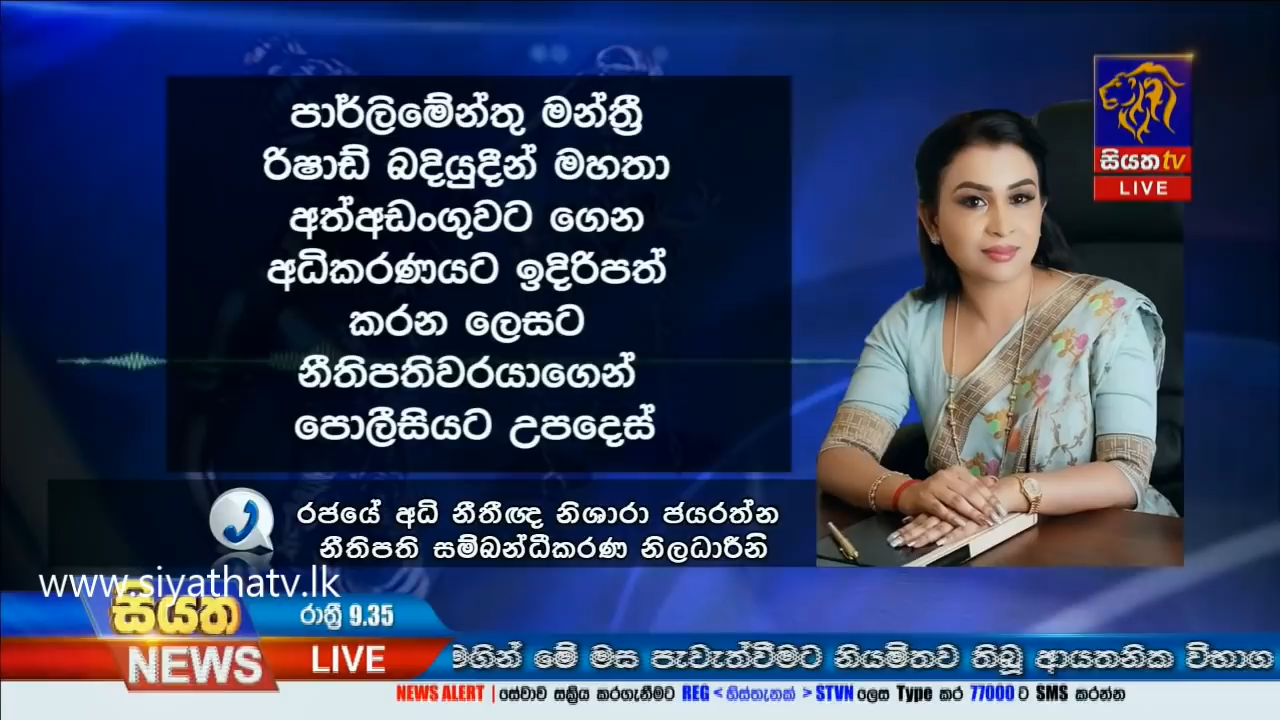 පාර්ලිමේන්තු මන්ත්‍රී
රිෂාඩ් බදියුදීන් මහතා
අත්අඩංගුවට ගෙන
අධිකරණයට ඉදිරිපත්
කරන ලෙසට
නීතිපතිවරයාගෙන්
පොලීසියට උපදෙස්
සියත tv
LIVE
රජයේ අධි නීතීඥ නිශාරා ජයරත්න
නීතිපති සම්බන්ධීකරණ නිලධාරීනි
www.siyathatv.lk
සියත
NEWS
රාත්‍රී 9.35
LIVE
මගින් මේ මස පැවැත්වීමට නියමිතව තිබූ ආයතනික විභාග
NEWS ALERT | සේවාව සක්‍රිය කරගැනීමට REG < හිස්තැනක් > STVN ලෙස Type කර 77000 ට SMS කරන්න